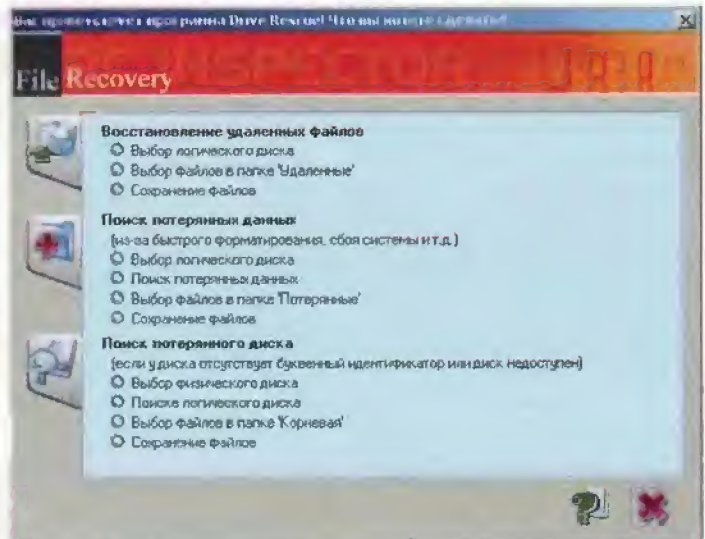 Вас приветствует программа Drive Rescue! Что вы хотите сделать?
File Recovery
Восстановление удаленных файлов
Выбор логического диска
Выбор файлов в папке 'Удаленные'
Сохранение файлов
Поиск потерянных данных
(из-за быстрого форматирования, сбоя системы и т.д.)
Выбор логического диска
Поиск потерянных данных
Выбор файлов в папке 'Потерянные'
Сохранение файлов
Поиск потерянного диска
(если у диска отсутствует буквенный идентификатор или диск недоступен)
Выбор физического диска
Поиске логического диска
Выбор файлов в папке 'Корневая'
Сохранение файлов